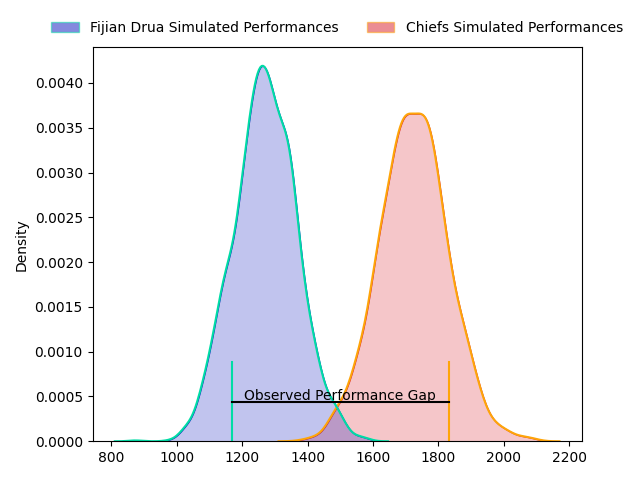 Fijian Drua Simulated Performances
Chiefs Simulated Performances
Density
0.0040
0.0035
0.0030
0.0025
0.0020
0.0015
0.0010
0.0005
0.0000
Observed Performance Gap
800 1000 1200 1400 1600 1800 2000 2200